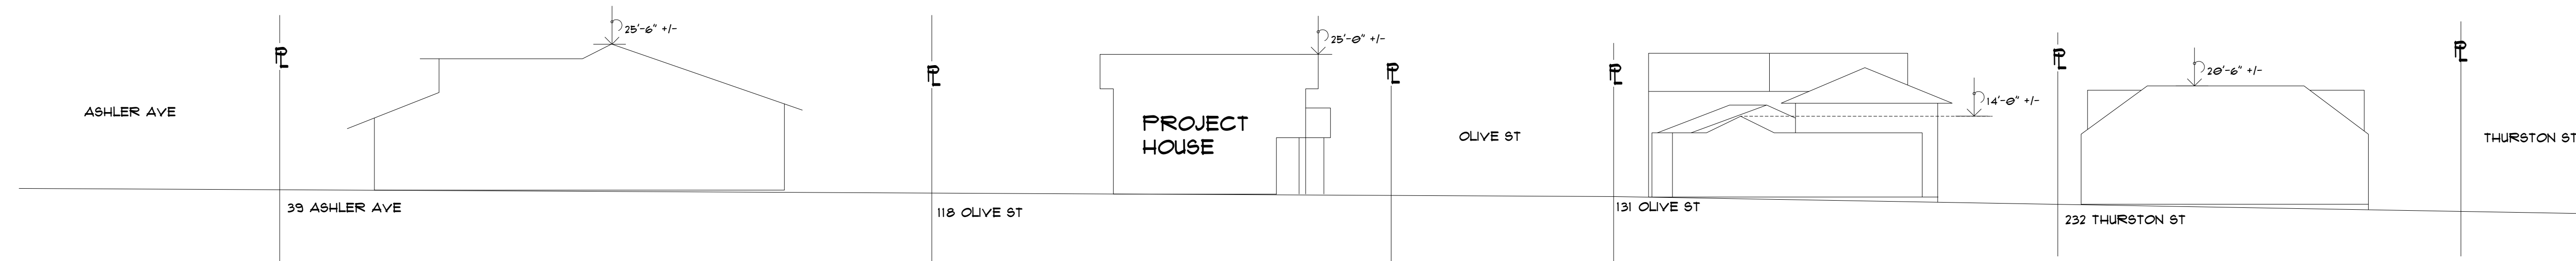 ASHLER AVE
PL
25'-6" +/-
39 ASHLER AVE
PL
118 OLIVE ST
PROJECT
HOUSE
25'-0" +/-
PL
OLIVE ST
PL
131 OLIVE ST
14'-0" +/-
PL
232 THURSTON ST
20'-6" +/-
PL
THURSTON ST